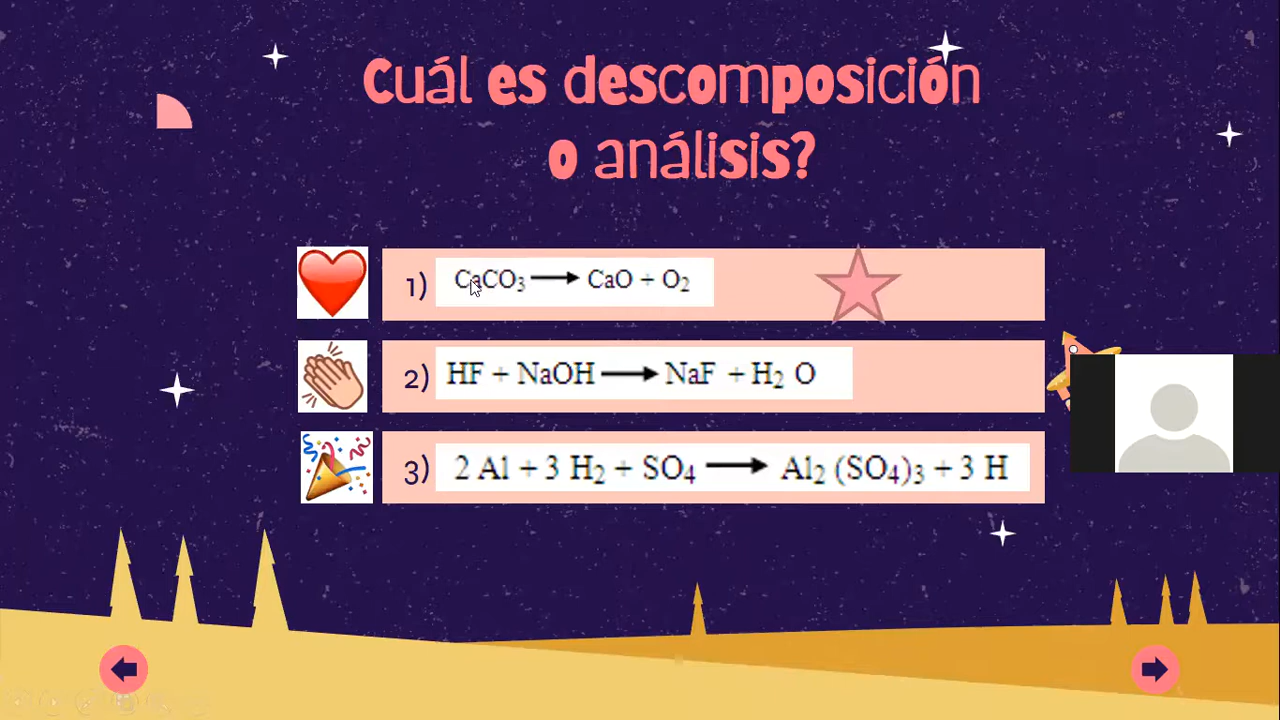 Cuál es descomposición
o análisis?
1) CaCO₃ ⟶ CaO + O₂
2) HF + NaOH ⟶ NaF + H₂ O
3) 2 Al + 3 H₂ + SO₄ ⟶ Al₂ (SO₄)₃ + 3 H